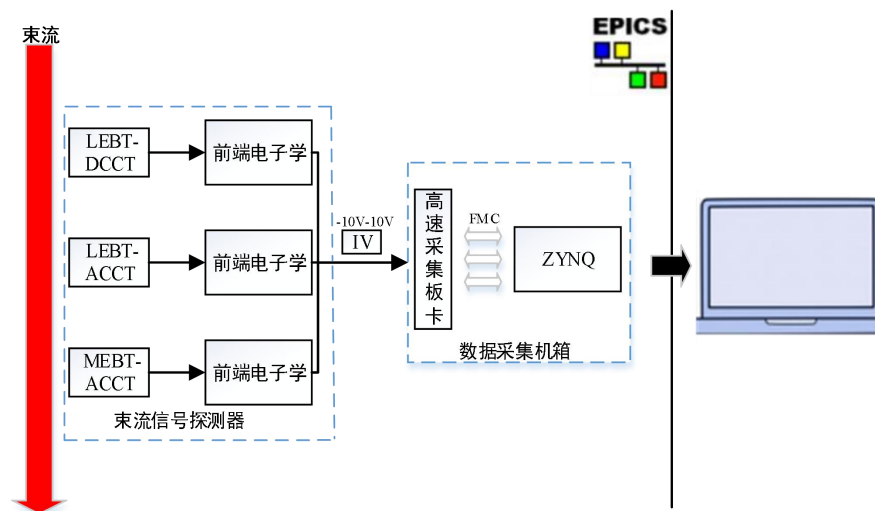 束流
EPICS
LEBT-
DCCT
前端电子学
LEBT-
ACCT
前端电子学
MEBT-
ACCT
前端电子学
束流信号探测器
-10V-10V
IV
高
速
采
集
板
卡
FMC
ZYNQ
数据采集机箱